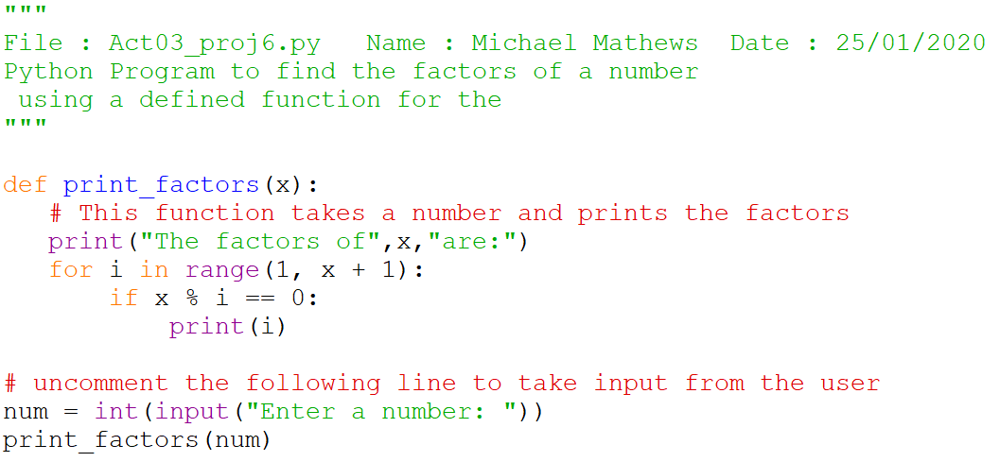 """
File : Act03_proj6.py   Name : Michael Mathews  Date : 25/01/2020
Python Program to find the factors of a number
 using a defined function for the
"""

def print_factors(x):
   # This function takes a number and prints the factors
   print("The factors of",x,"are:")
   for i in range(1, x + 1):
       if x % i == 0:
           print(i)

# uncomment the following line to take input from the user
num = int(input("Enter a number: "))
print_factors(num)